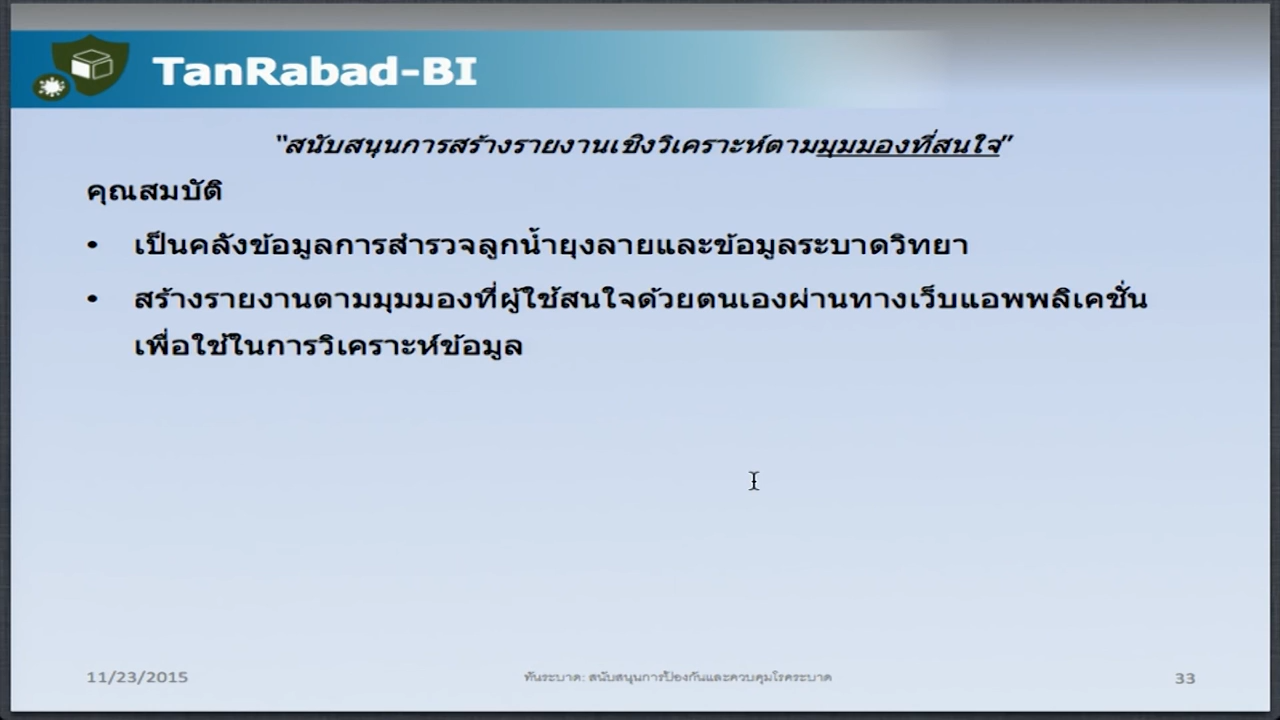 TanRabad-BI
"สนับสนุนการสร้างรายงานเชิงวิเคราะห์ตามมุมมองที่สนใจ"
คุณสมบัติ
• เป็นคลังข้อมูลการสำรวจลูกน้ำยุงลายและข้อมูลระบาดวิทยา
• สร้างรายงานตามมุมมองที่ผู้ใช้สนใจด้วยตนเองผ่านทางเว็บแอพพลิเคชั่น
เพื่อใช้ในการวิเคราะห์ข้อมูล
11/23/2015
ทันระบาด: สนับสนุนการป้องกันและควบคุมโรคระบาด
33